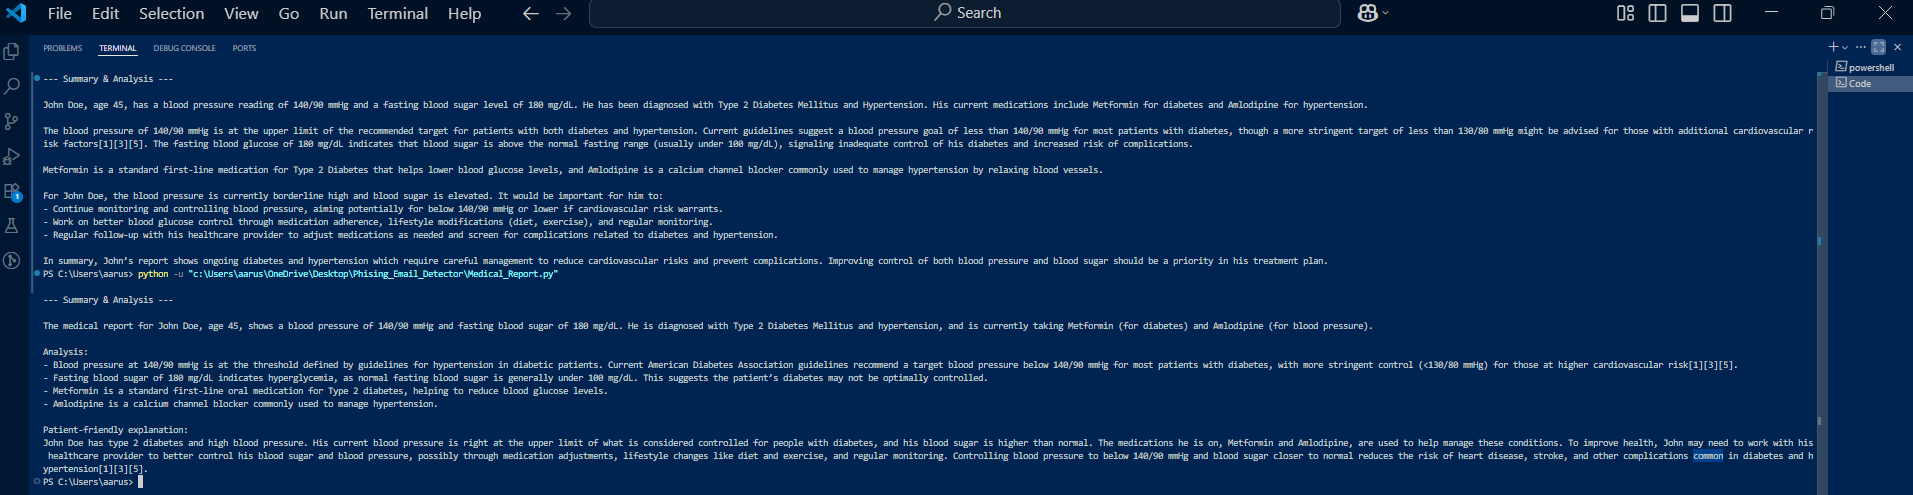 File Edit Selection View Go Run Terminal Help Search
PROBLEMS TERMINAL DEBUG CONSOLE PORTS
powershell
Code
1
--- Summary & Analysis ---
John Doe, age 45, has a blood pressure reading of 140/90 mmHg and a fasting blood sugar level of 180 mg/dL. He has been diagnosed with Type 2 Diabetes Mellitus and Hypertension. His current medications include Metformin for diabetes and Amlodipine for hypertension.
The blood pressure of 140/90 mmHg is at the upper limit of the recommended target for patients with both diabetes and hypertension. Current guidelines suggest a blood pressure goal of less than 140/90 mmHg for most patients with diabetes, though a more stringent target of less than 130/80 mmHg might be advised for those with additional cardiovascular r
isk factors[1][3][5]. The fasting blood glucose of 180 mg/dL indicates that blood sugar is above the normal fasting range (usually under 100 mg/dL), signaling inadequate control of his diabetes and increased risk of complications.
Metformin is a standard first-line medication for Type 2 Diabetes that helps lower blood glucose levels, and Amlodipine is a calcium channel blocker commonly used to manage hypertension by relaxing blood vessels.
For John Doe, the blood pressure is currently borderline high and blood sugar is elevated. It would be important for him to:
- Continue monitoring and controlling blood pressure, aiming potentially for below 140/90 mmHg or lower if cardiovascular risk warrants.
- Work on better blood glucose control through medication adherence, lifestyle modifications (diet, exercise), and regular monitoring.
- Regular follow-up with his healthcare provider to adjust medications as needed and screen for complications related to diabetes and hypertension.
In summary, John’s report shows ongoing diabetes and hypertension which require careful management to reduce cardiovascular risks and prevent complications. Improving control of both blood pressure and blood sugar should be a priority in his treatment plan.
PS C:\Users\aarus> python -u "c:\Users\aarus\OneDrive\Desktop\Phising_Email_Detector\Medical_Report.py"
--- Summary & Analysis ---
The medical report for John Doe, age 45, shows a blood pressure of 140/90 mmHg and fasting blood sugar of 180 mg/dL. He is diagnosed with Type 2 Diabetes Mellitus and hypertension, and is currently taking Metformin (for diabetes) and Amlodipine (for blood pressure).
Analysis:
- Blood pressure at 140/90 mmHg is at the threshold defined by guidelines for hypertension in diabetic patients. Current American Diabetes Association guidelines recommend a target blood pressure below 140/90 mmHg for most patients with diabetes, with more stringent control (<130/80 mmHg) for those at higher cardiovascular risk[1][3][5].
- Fasting blood sugar of 180 mg/dL indicates hyperglycemia, as normal fasting blood sugar is generally under 100 mg/dL. This suggests the patient’s diabetes may not be optimally controlled.
- Metformin is a standard first-line oral medication for Type 2 diabetes, helping to reduce blood glucose levels.
- Amlodipine is a calcium channel blocker commonly used to manage hypertension.
Patient-friendly explanation:
John Doe has type 2 diabetes and high blood pressure. His current blood pressure is right at the upper limit of what is considered controlled for people with diabetes, and his blood sugar is higher than normal. The medications he is on, Metformin and Amlodipine, are used to help manage these conditions. To improve health, John may need to work with his
healthcare provider to better control his blood sugar and blood pressure, possibly through medication adjustments, lifestyle changes like diet and exercise, and regular monitoring. Controlling blood pressure to below 140/90 mmHg and blood sugar closer to normal reduces the risk of heart disease, stroke, and other complications common in diabetes and h
ypertension[1][3][5].
PS C:\Users\aarus>